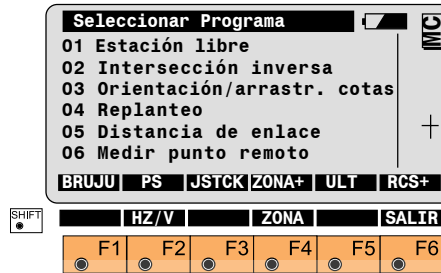 Seleccionar Programa
MC
01 Estación libre
02 Intersección inversa
03 Orientación/arrastr. cotas
04 Replanteo
05 Distancia de enlace
06 Medir punto remoto
BRUJU PS JSTCK ZONA+ ULT RCS+
SHIFT HZ/V ZONA SALIR
F1 F2 F3 F4 F5 F6